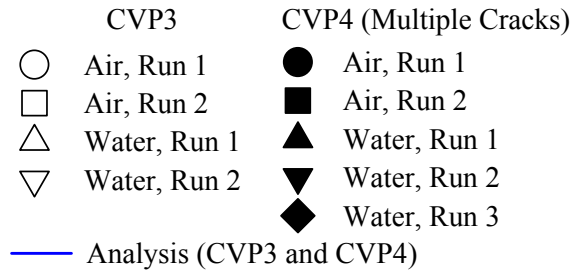 CVP3 CVP4 (Multiple Cracks)
Air, Run 1 Air, Run 1
Air, Run 2 Air, Run 2
Water, Run 1 Water, Run 1
Water, Run 2 Water, Run 2
Water, Run 3
Analysis (CVP3 and CVP4)